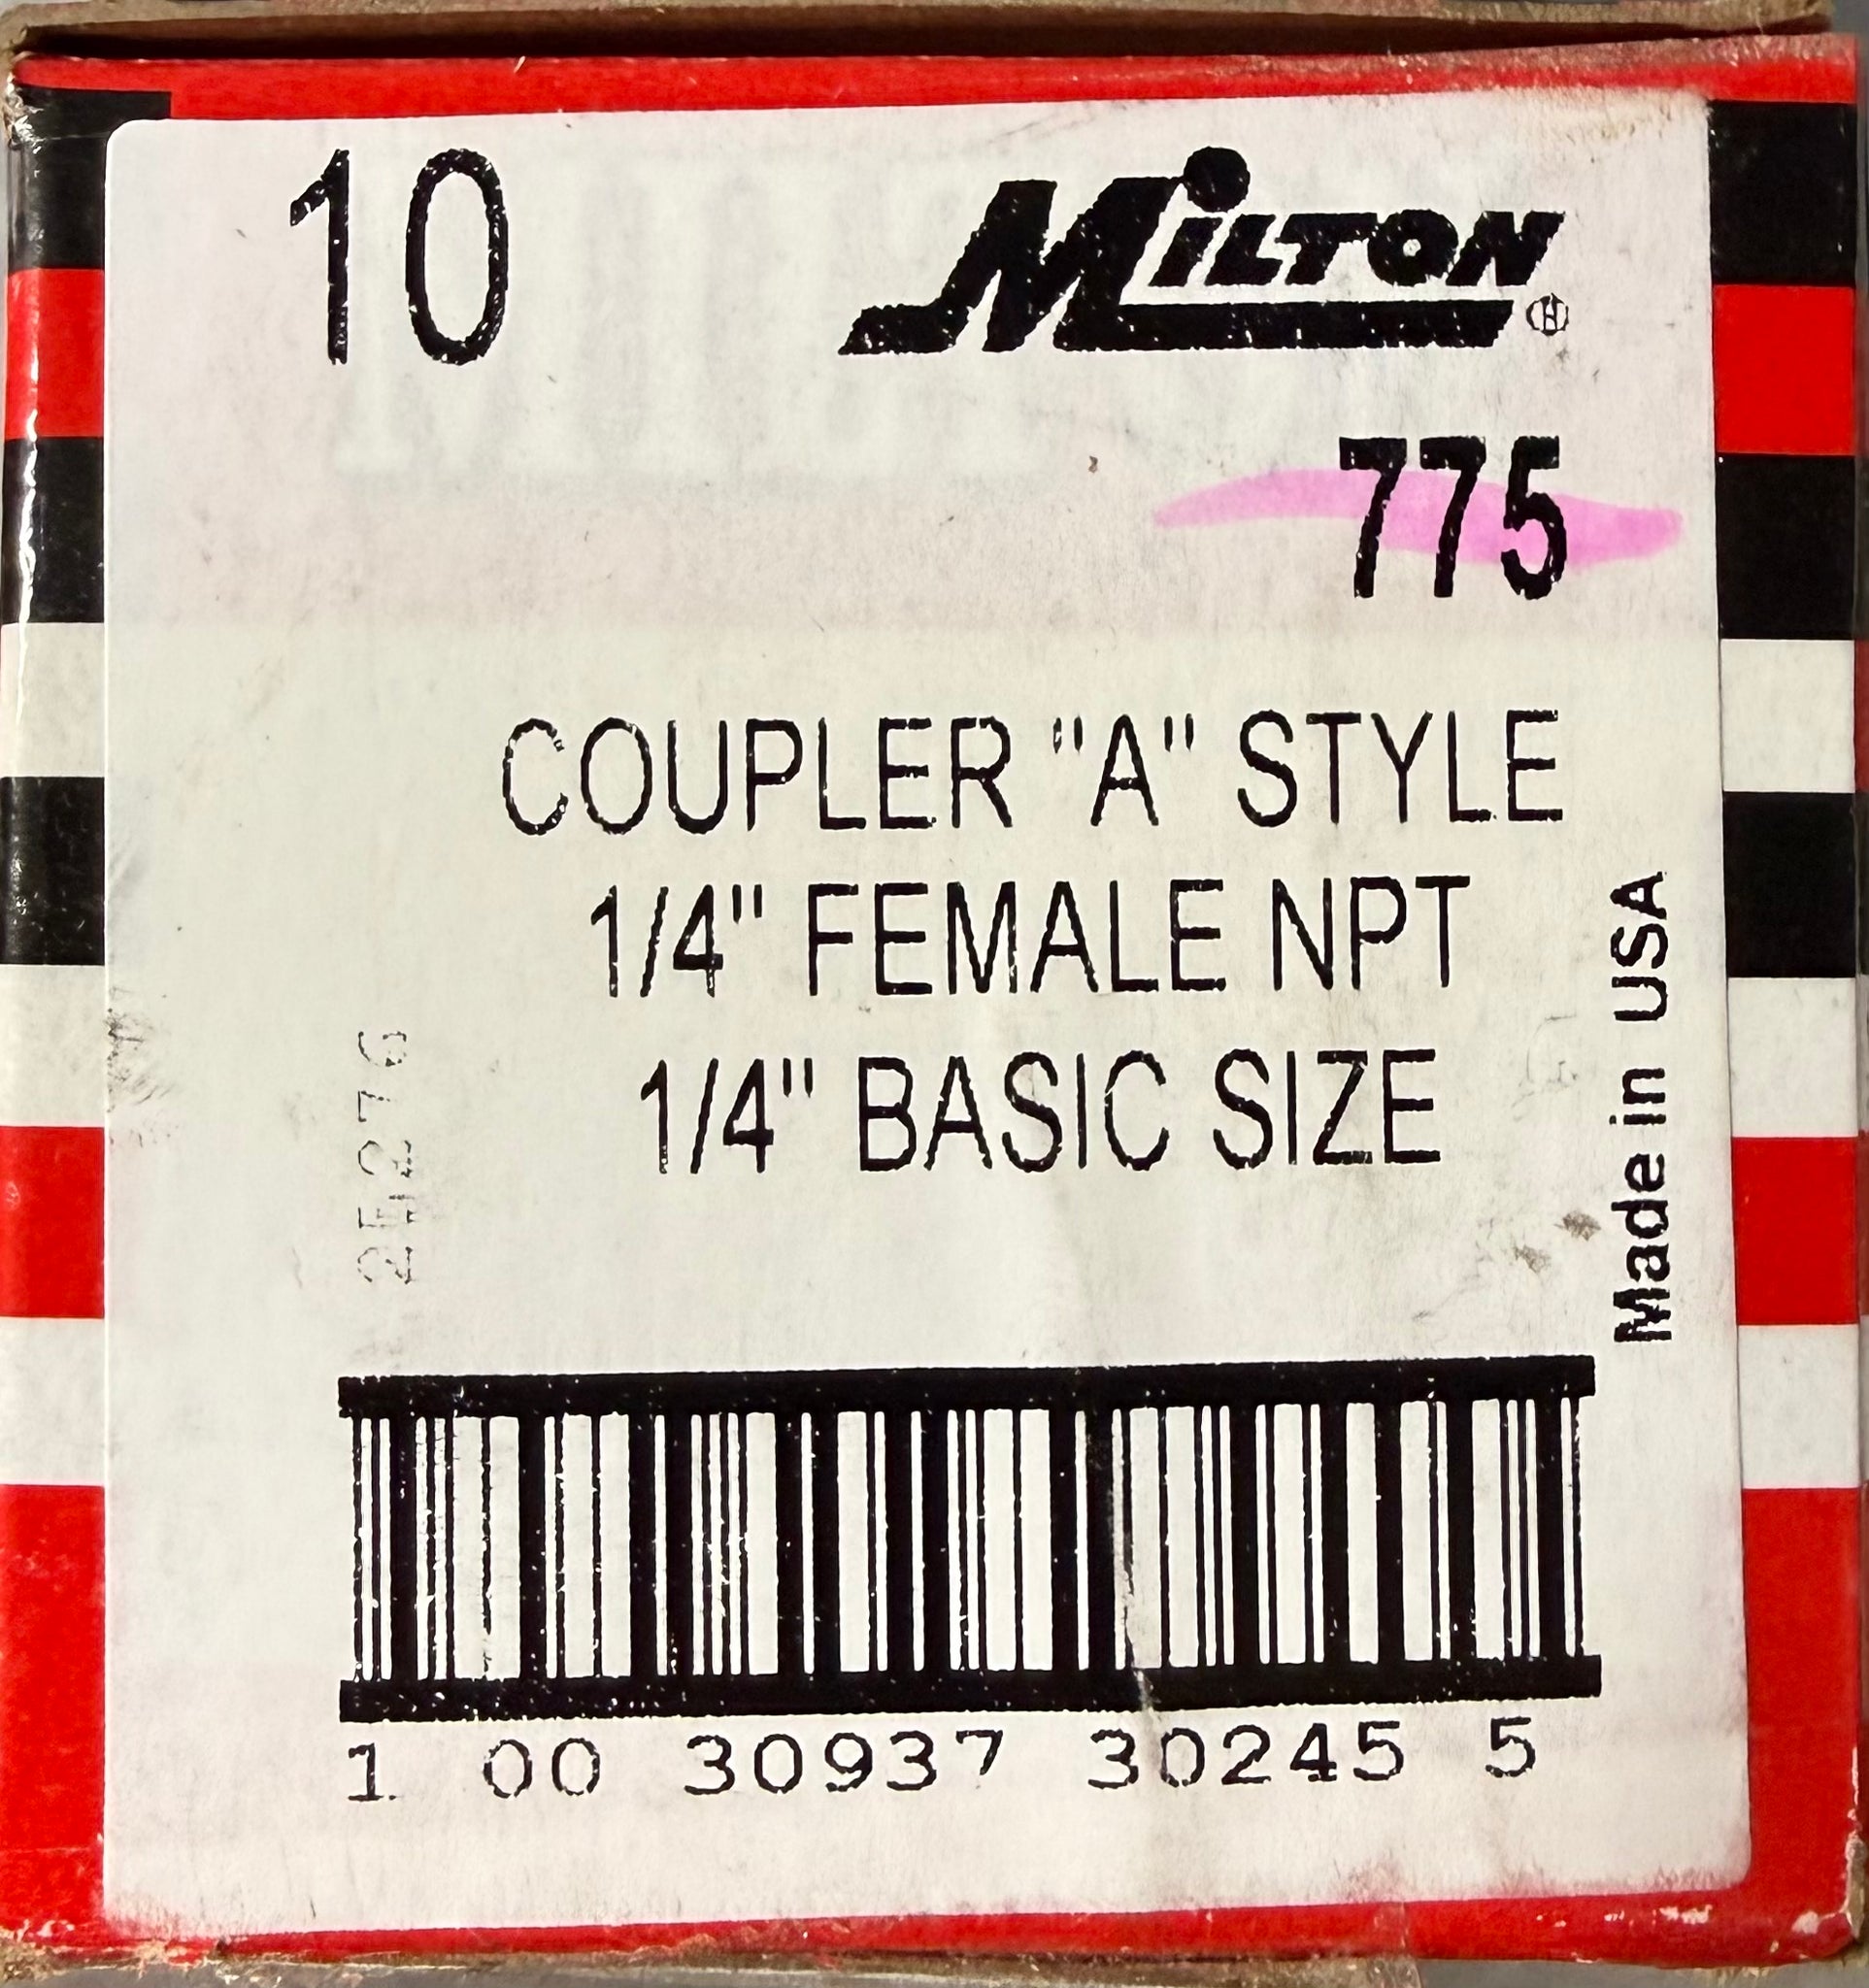 10
MILTON ®
775
COUPLER "A" STYLE
1/4" FEMALE NPT
1/4" BASIC SIZE
Made in USA
1 00 30937 30245 5